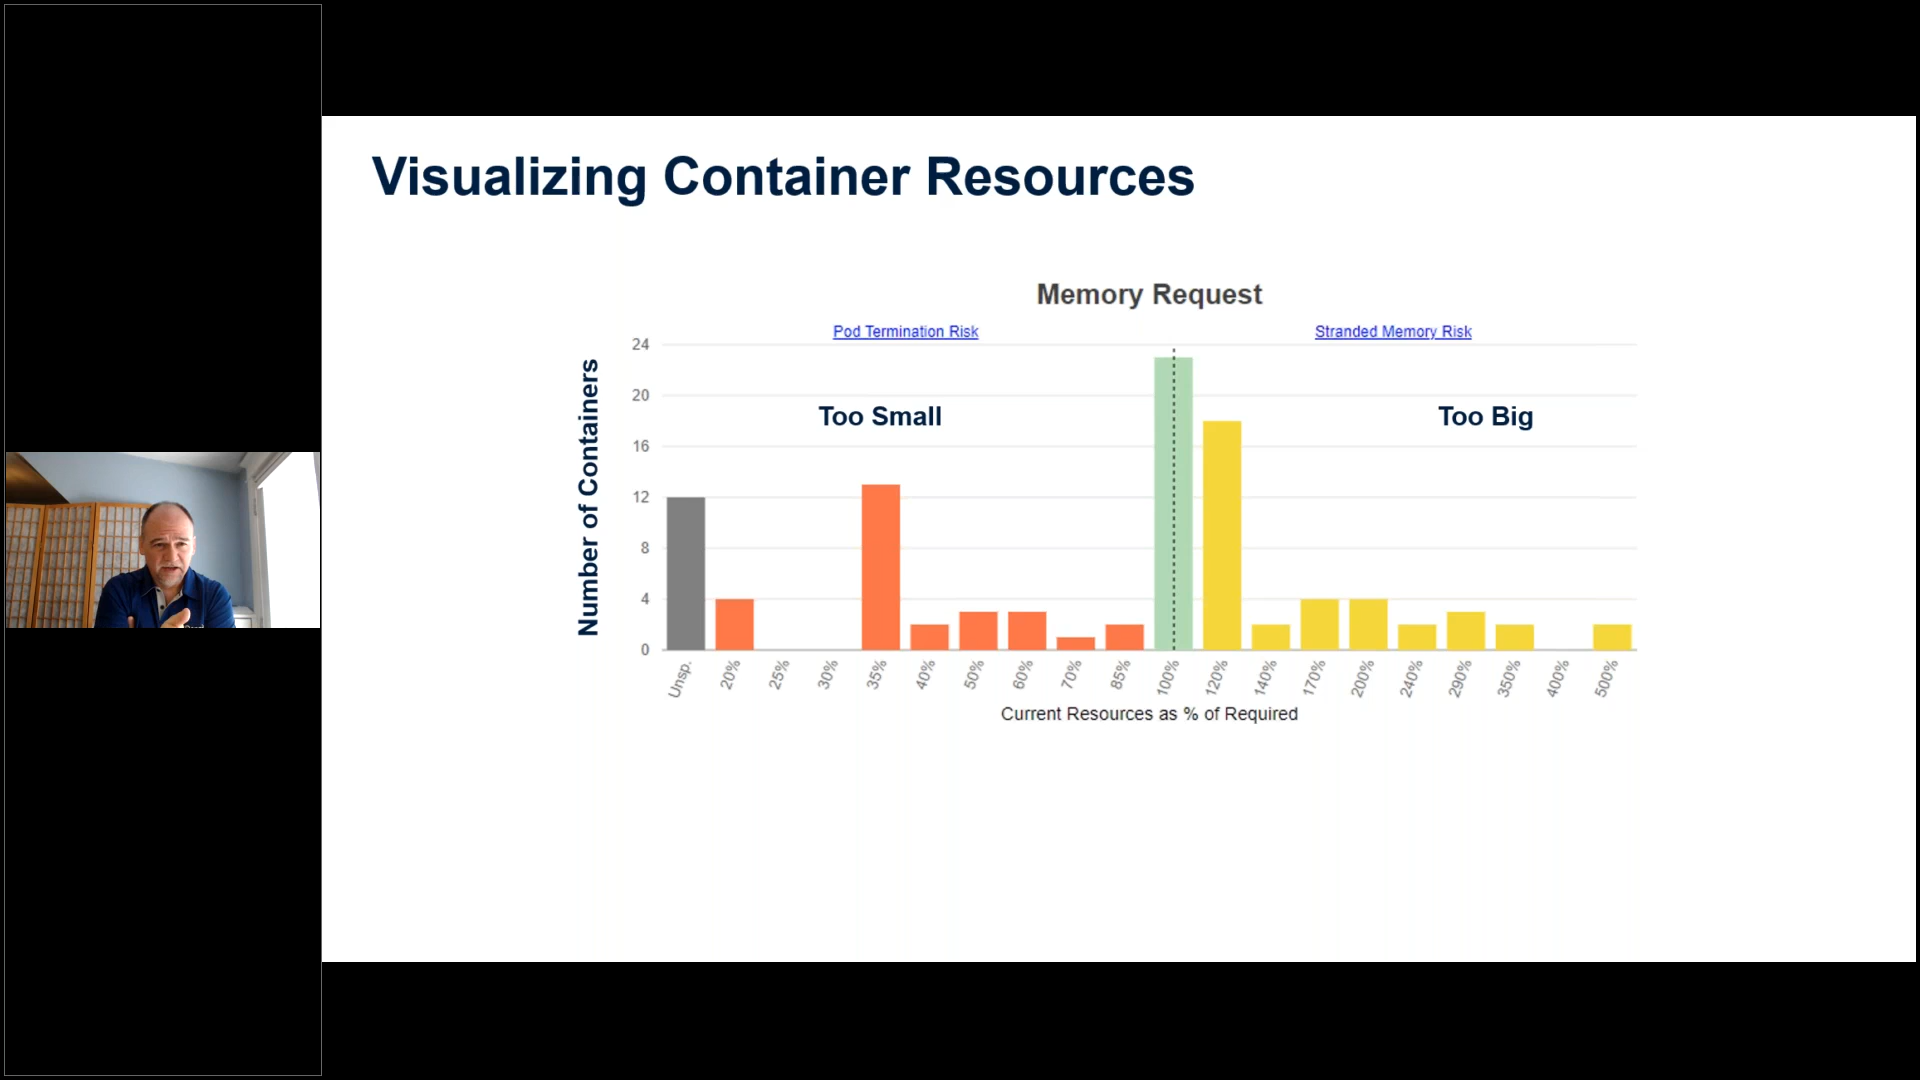 Visualizing Container Resources
Memory Request
Pod Termination Risk
Stranded Memory Risk
Too Small
Too Big
Number of Containers
24
20
16
12
8
4
0
Unsp.
20%
25%
30%
35%
40%
50%
60%
70%
85%
100%
120%
140%
170%
200%
240%
290%
350%
400%
500%
Current Resources as % of Required